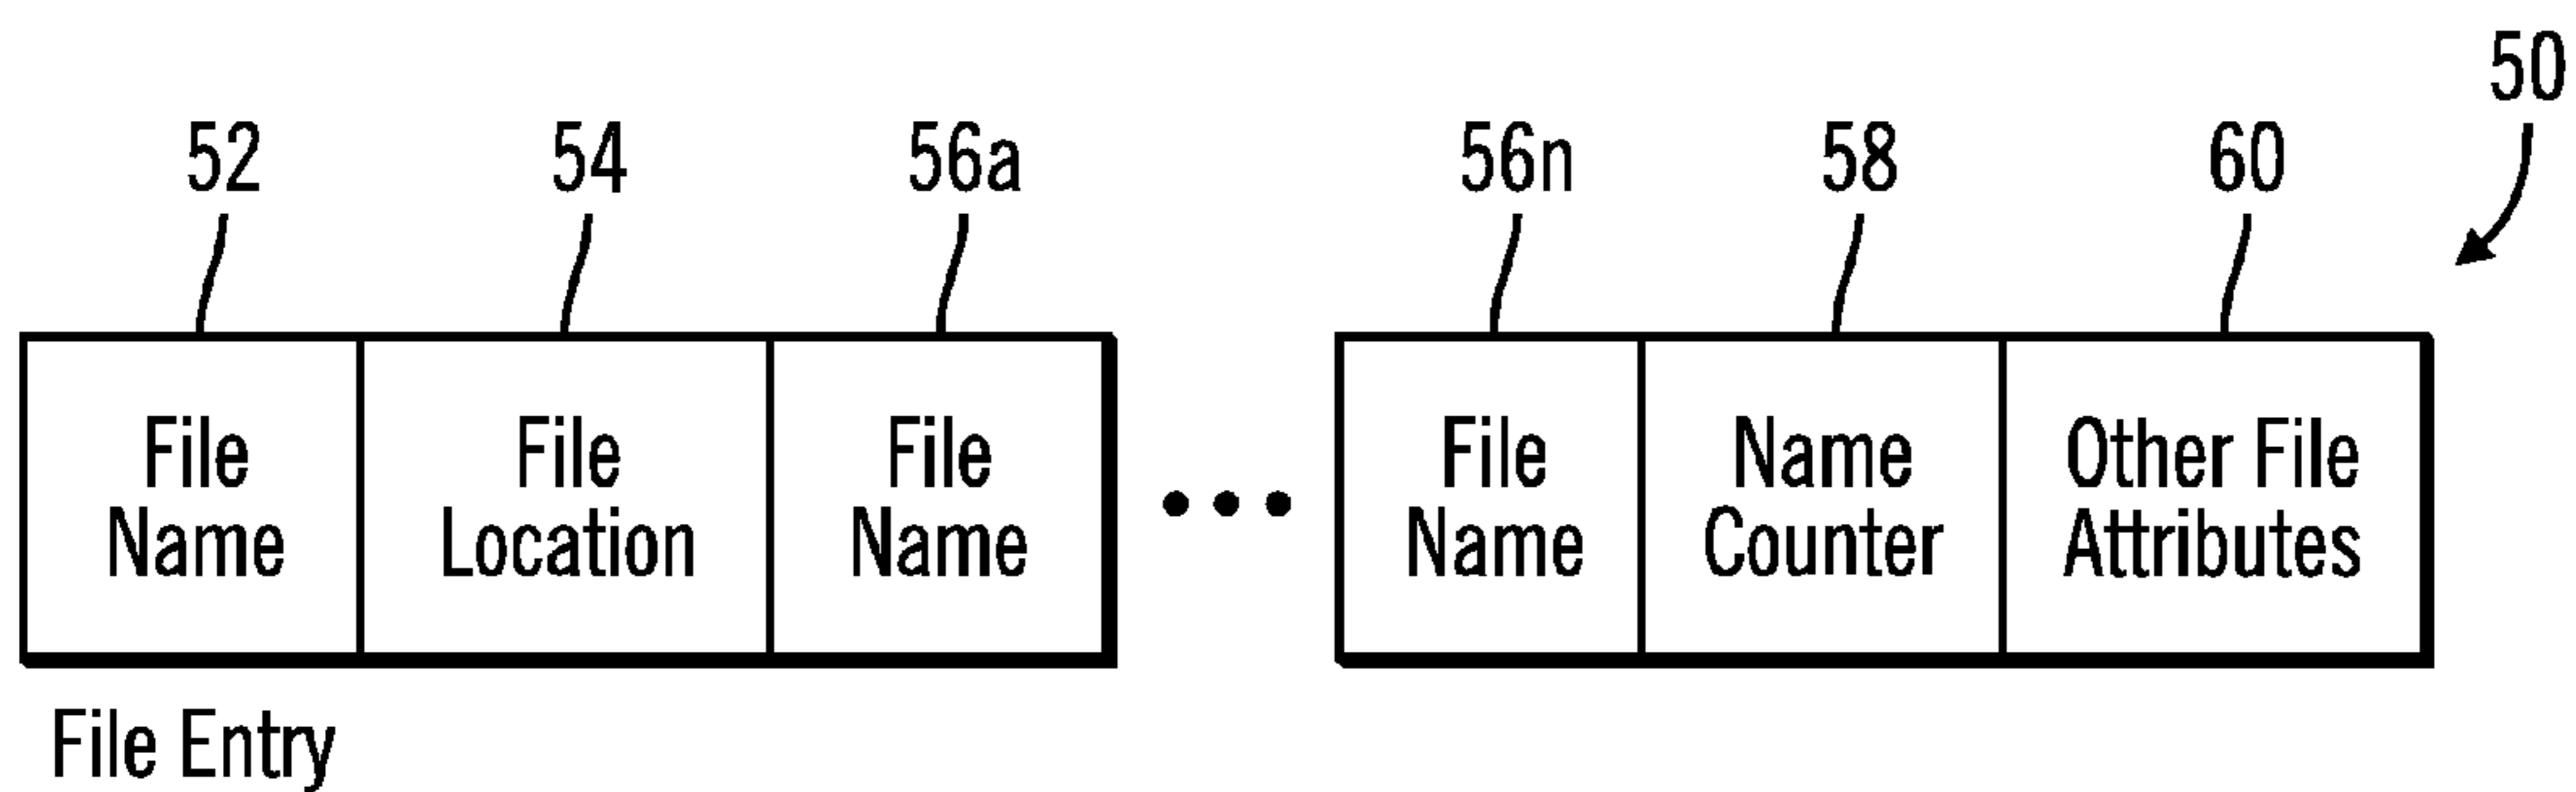 50
52 54 56a 56n 58 60
File Name File Location File Name File Name Name Counter Other File Attributes
File Entry